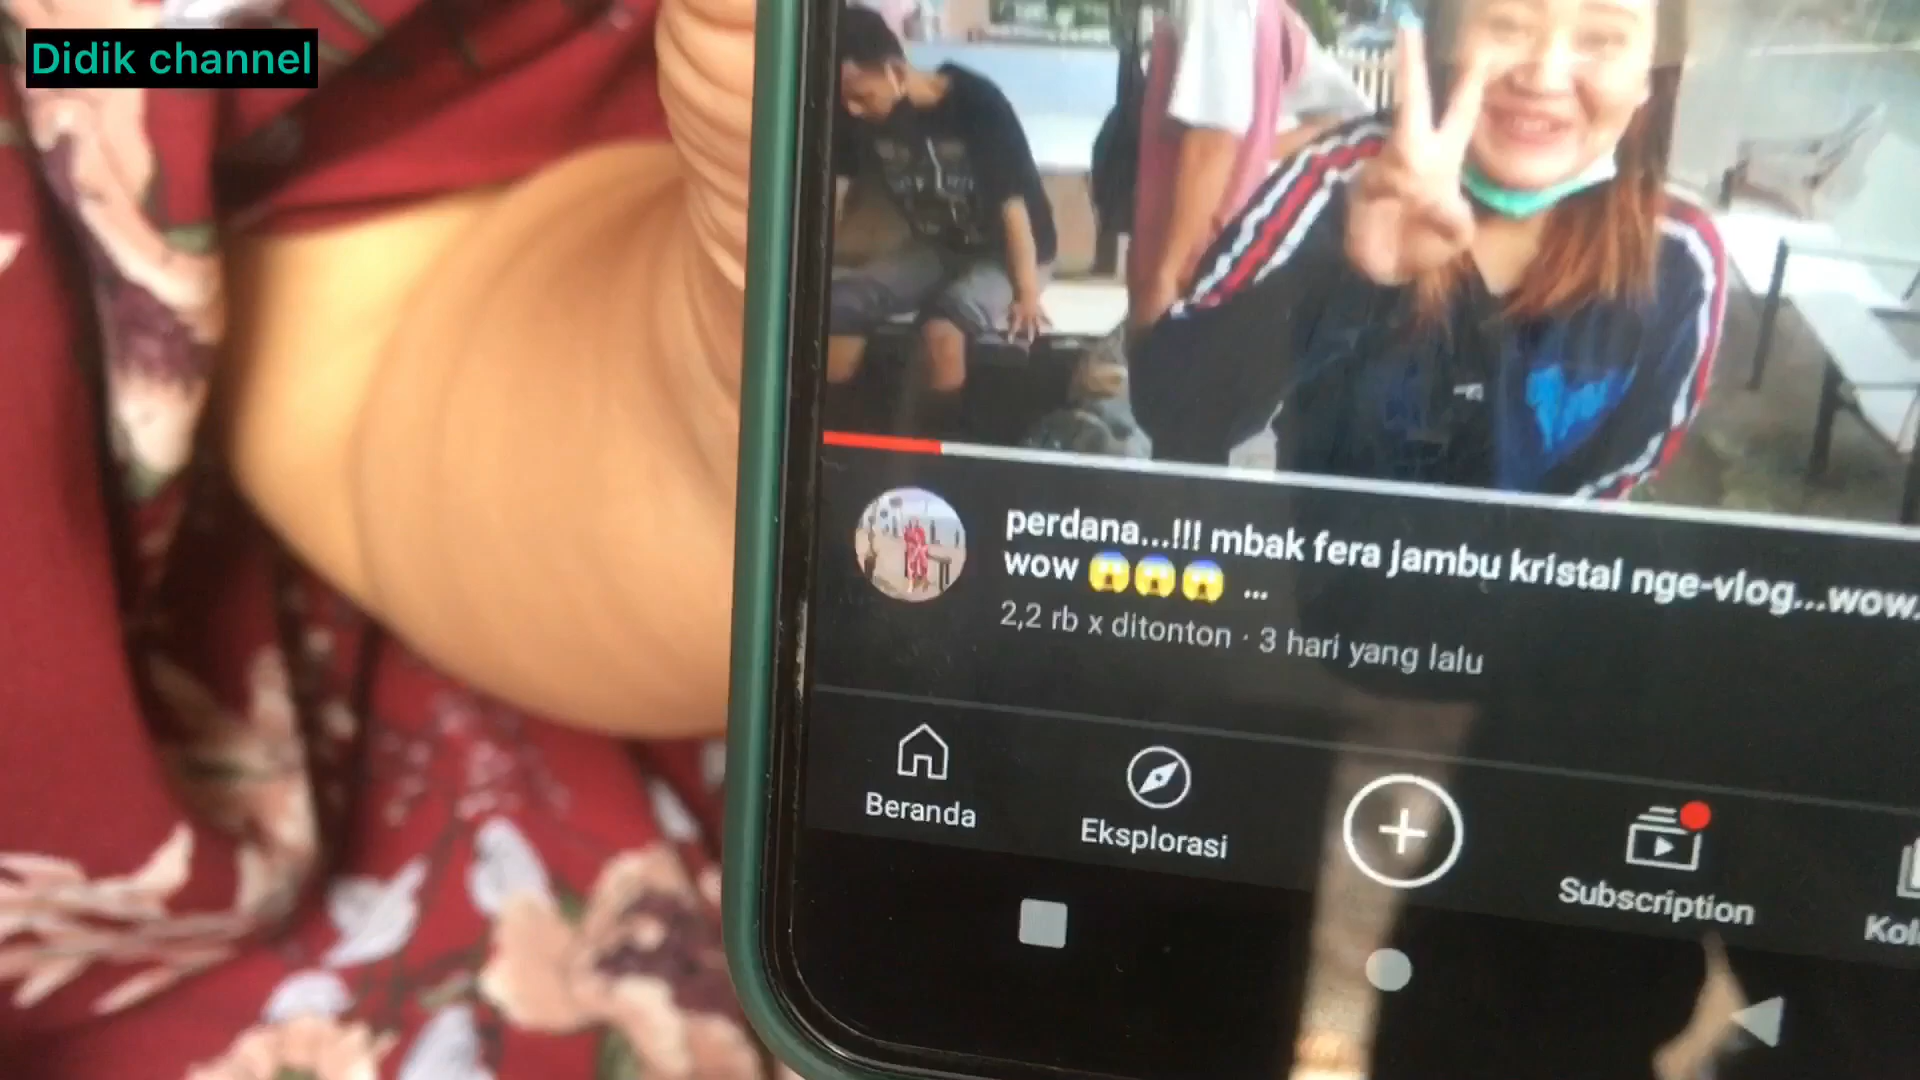 Didik channel
perdana...!!! mbak fera jambu kristal nge-vlog...wow.
wow 😱😱😱 ...
2,2 rb x ditonton · 3 hari yang lalu
Beranda
Eksplorasi
Subscription